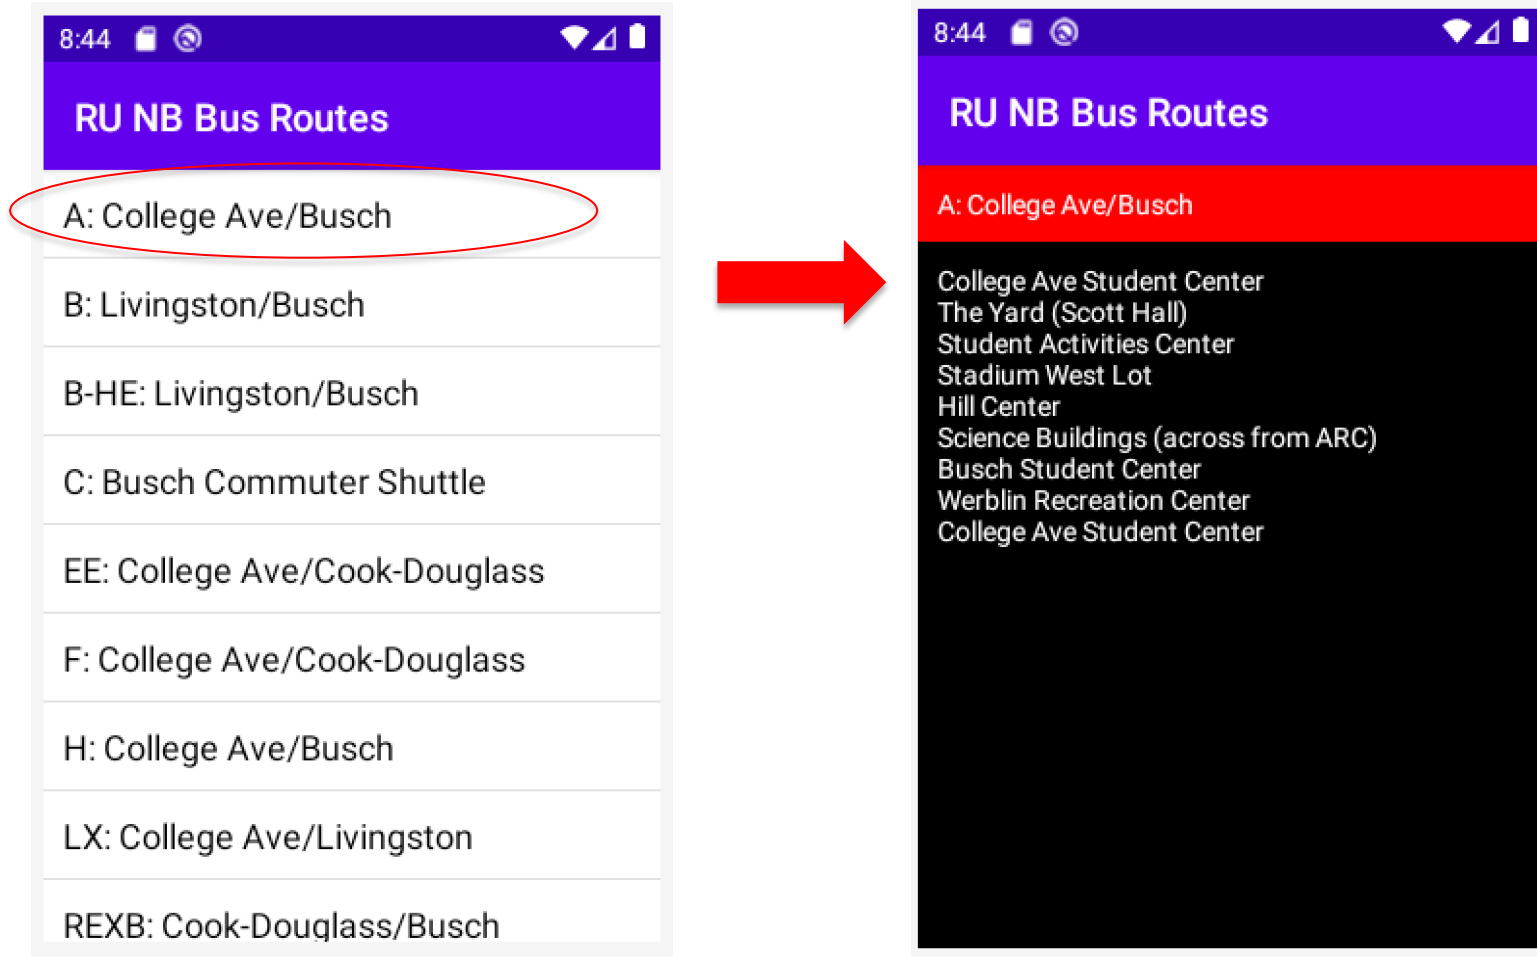 8:44
RU NB Bus Routes
A: College Ave/Busch
B: Livingston/Busch
B-HE: Livingston/Busch
C: Busch Commuter Shuttle
EE: College Ave/Cook-Douglass
F: College Ave/Cook-Douglass
H: College Ave/Busch
LX: College Ave/Livingston
REXB: Cook-Douglass/Busch
8:44
RU NB Bus Routes
A: College Ave/Busch
College Ave Student Center
The Yard (Scott Hall)
Student Activities Center
Stadium West Lot
Hill Center
Science Buildings (across from ARC)
Busch Student Center
Werblin Recreation Center
College Ave Student Center